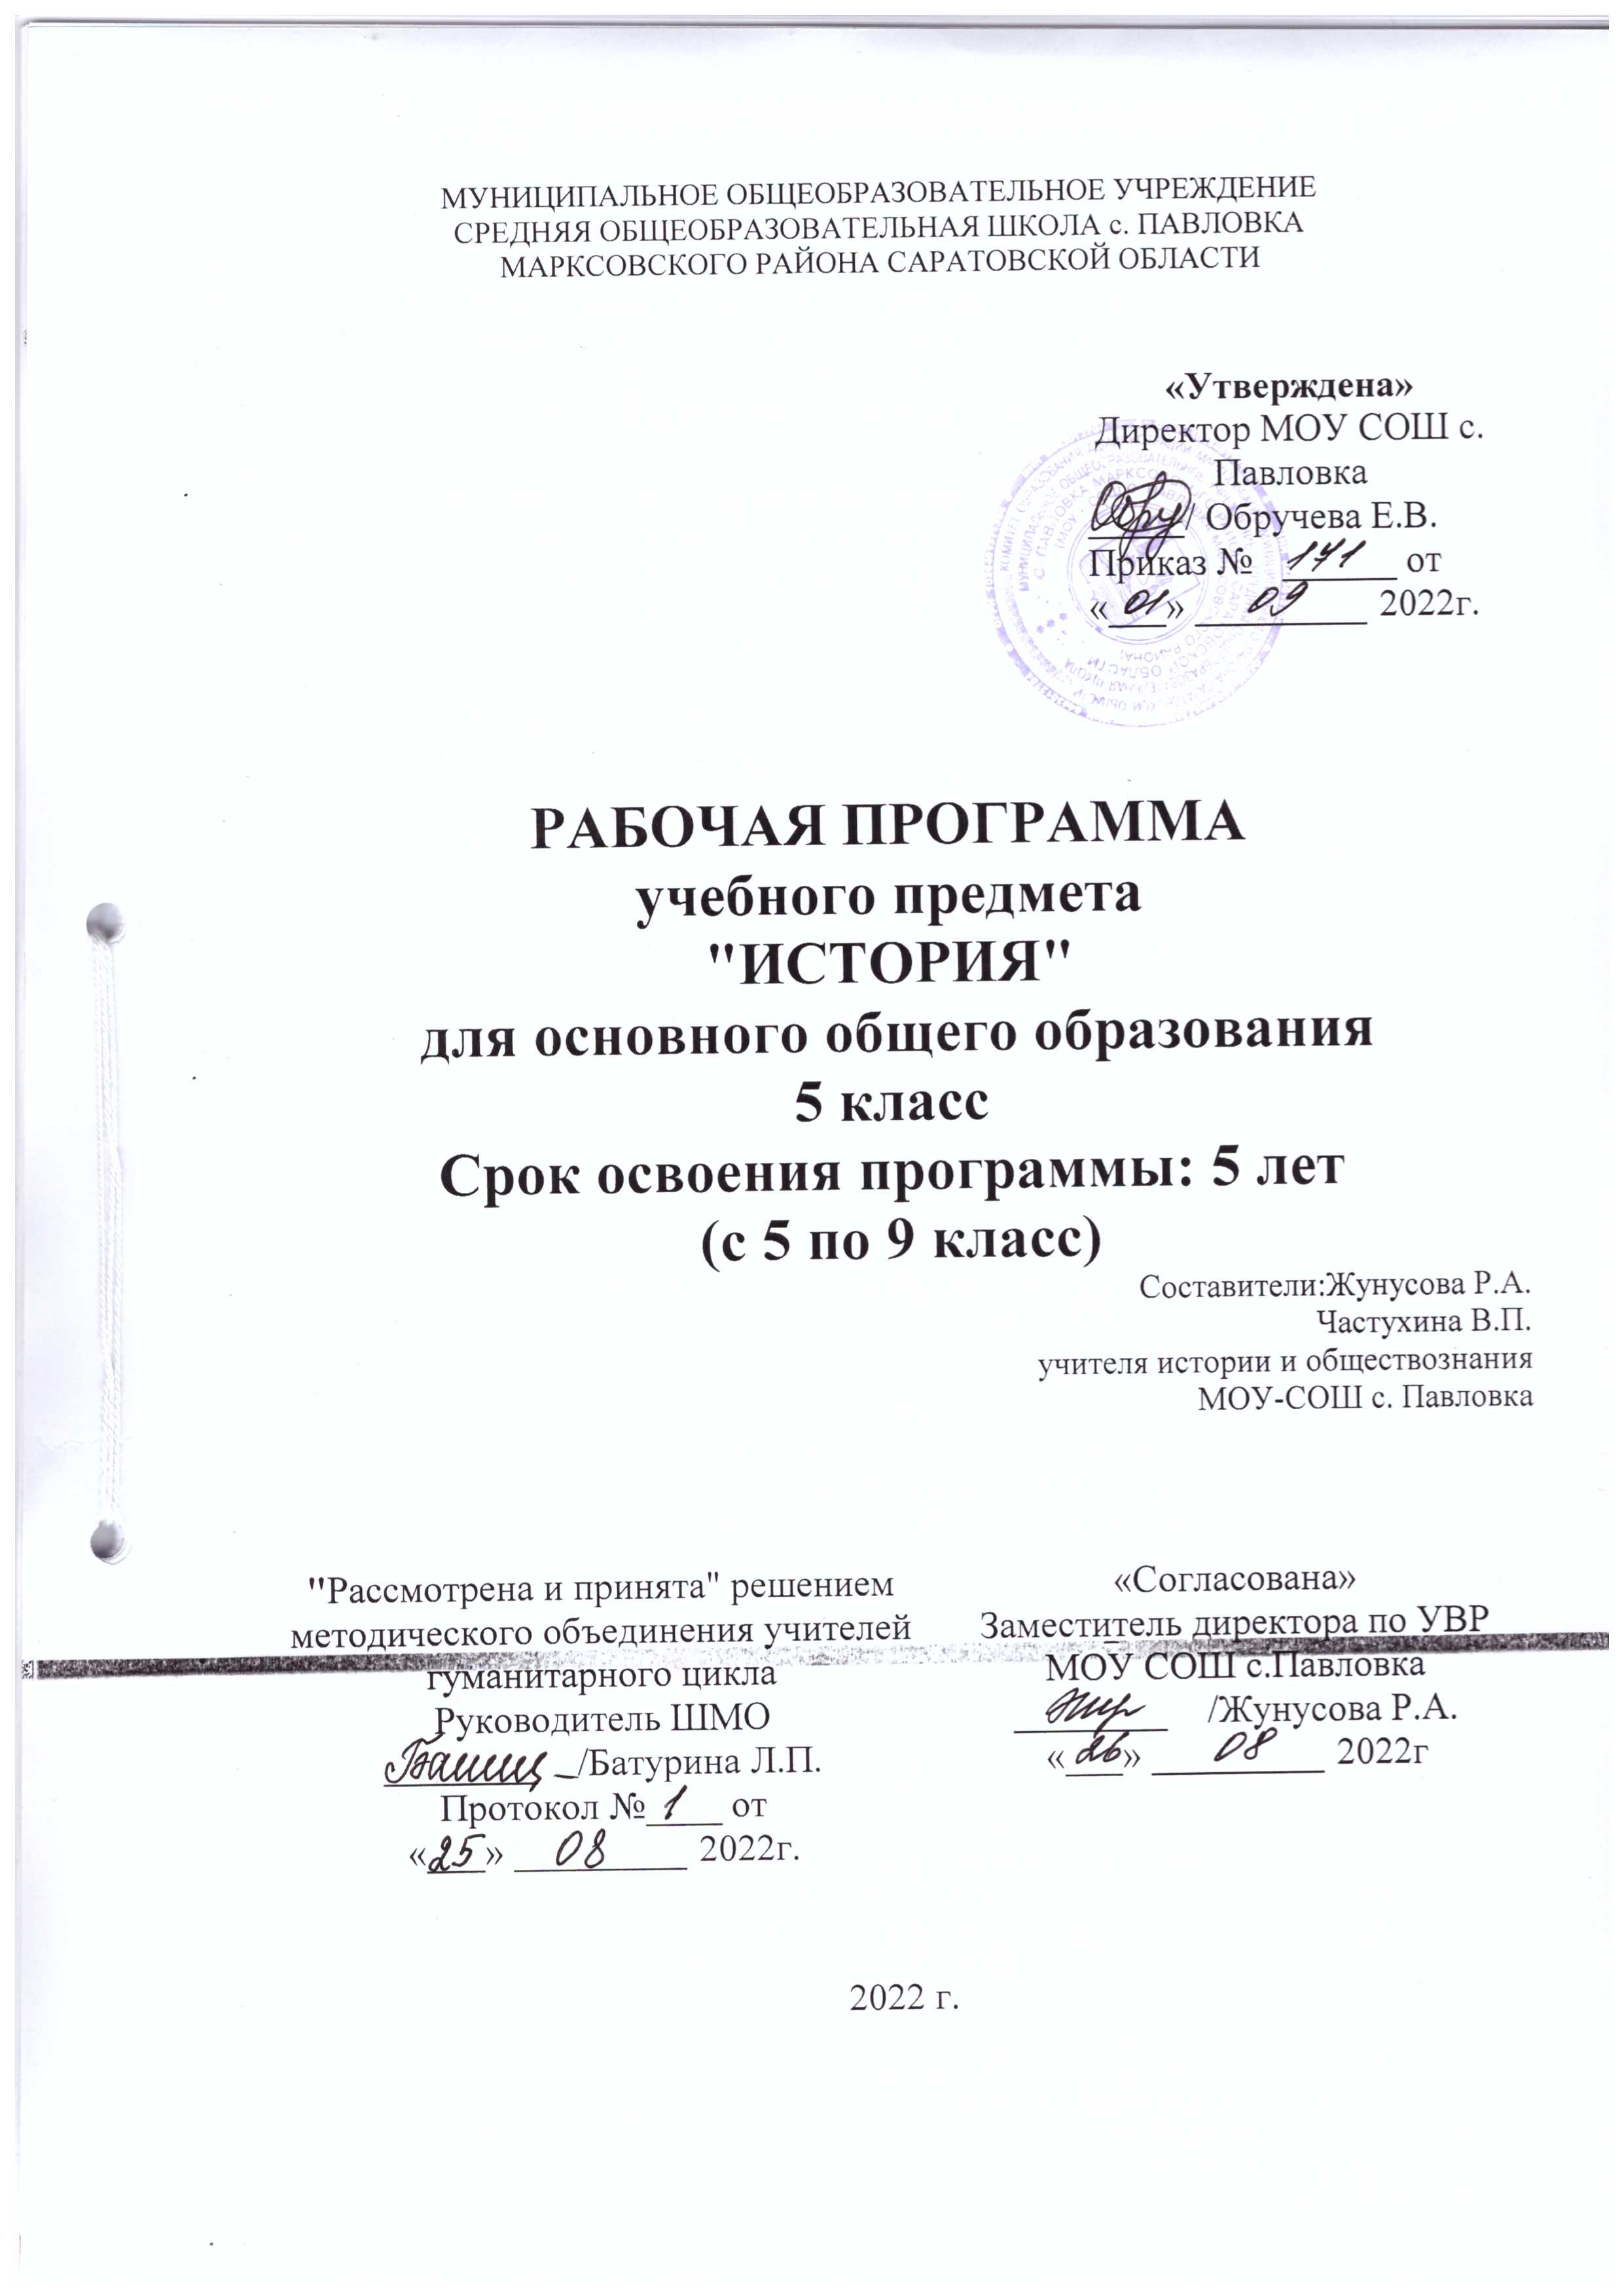 МУНИЦИПАЛЬНОЕ ОБЩЕОБРАЗОВАТЕЛЬНОЕ УЧРЕЖДЕНИЕ
СРЕДНЯЯ ОБЩЕОБРАЗОВАТЕЛЬНАЯ ШКОЛА с. ПАВЛОВКА
МАРКСОВСКОГО РАЙОНА САРАТОВСКОЙ ОБЛАСТИ
«Утверждена»
Директор МОУ СОШ с.
Павловка
/ Обручева Е.В.
Приказ № 171 от
«01» 09 2022г.
РАБОЧАЯ ПРОГРАММА
учебного предмета
"ИСТОРИЯ"
для основного общего образования
5 класс
Срок освоения программы: 5 лет
(с 5 по 9 класс)
Составители:Жунусова Р.А.
Частухина В.П.
учителя истории и обществознания
МОУ-СОШ с. Павловка
"Рассмотрена и принята" решением
методического объединения учителей
гуманитарного цикла
Руководитель ШМО
/Батурина Л.П.
Протокол № 1 от
«25» 08 2022г.
«Согласована»
Заместитель директора по УВР
МОУ СОШ с.Павловка
/Жунусова Р.А.
«26» 08 2022г
2022 г.